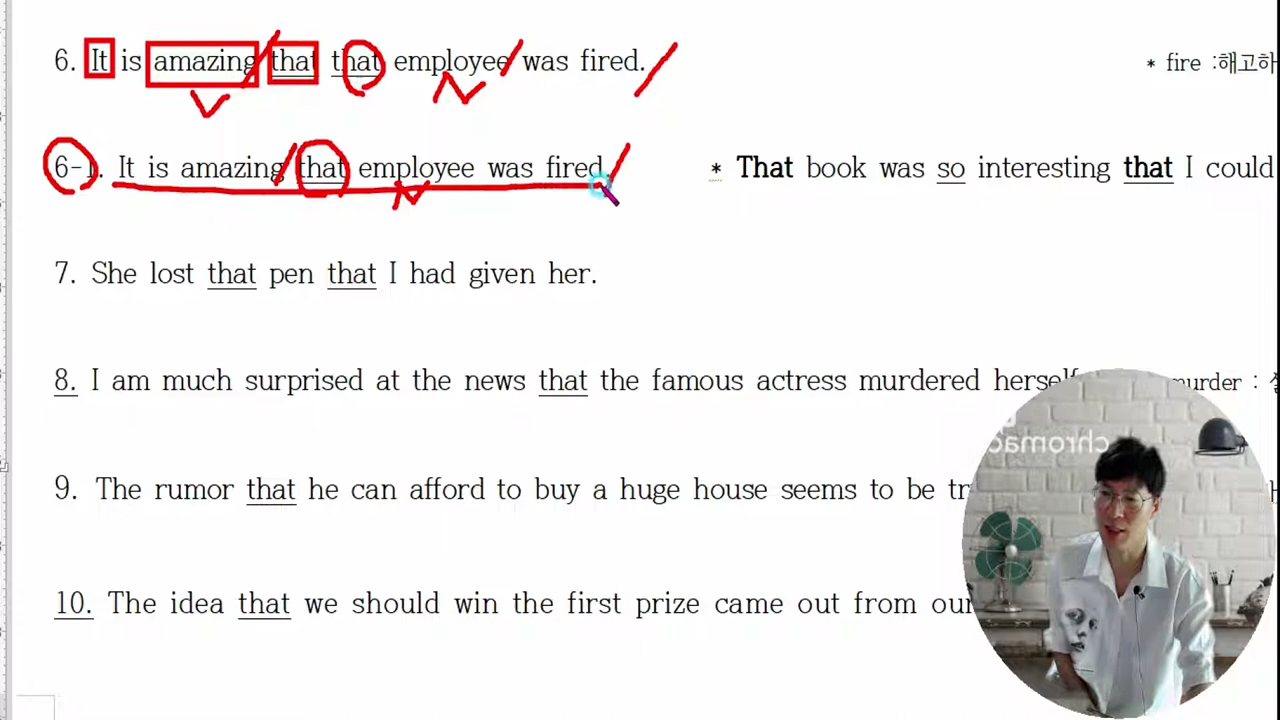 6. It is amazing that that employee was fired. * fire :해고하
6-1. It is amazing that employee was fired. * That book was so interesting that I could
7. She lost that pen that I had given her.
8. I am much surprised at the news that the famous actress murdered herself murder :
9. The rumor that he can afford to buy a huge house seems to be
10. The idea that we should win the first prize came out from our
chromac